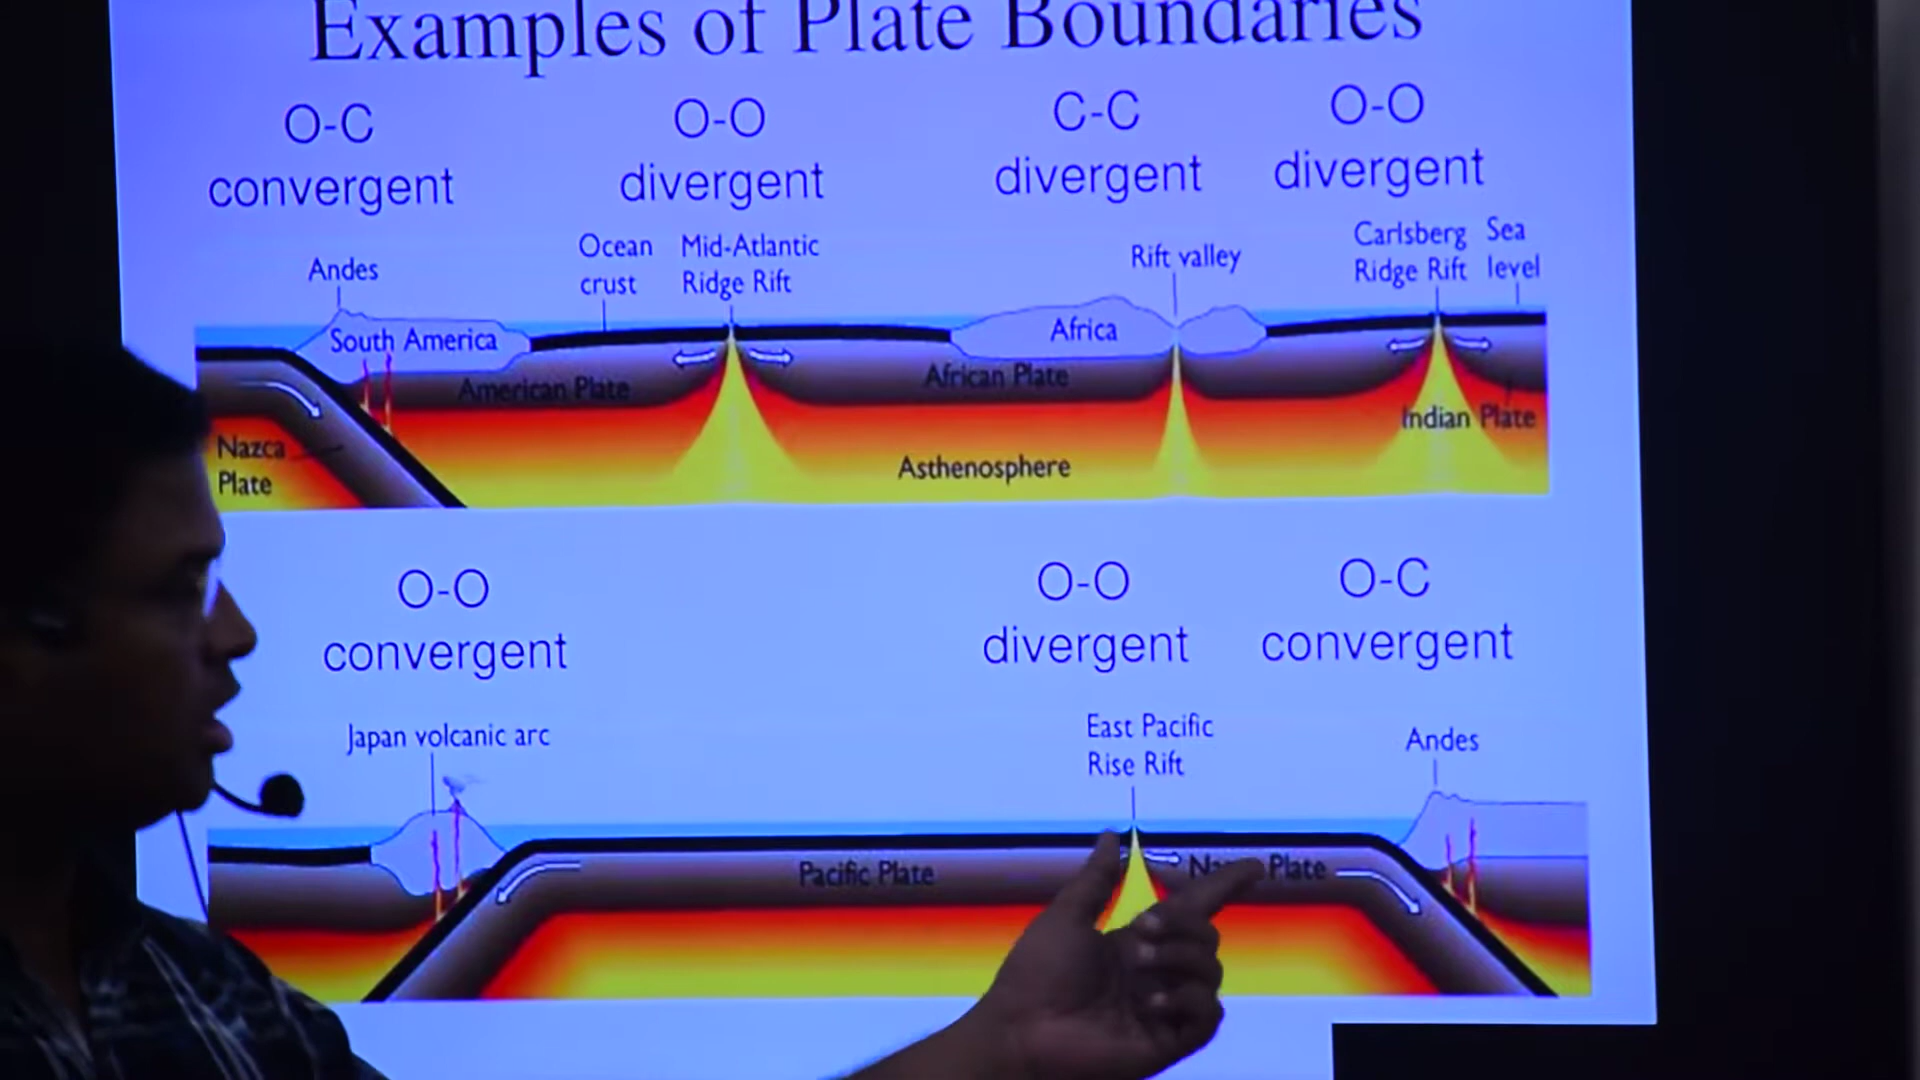 Examples of Plate Boundaries
O-C
convergent
O-O
divergent
C-C
divergent
O-O
divergent
Andes
Ocean
crust
Mid-Atlantic
Ridge Rift
Rift valley
Carlsberg
Ridge Rift
Sea
level
South America
Africa
American Plate
African Plate
Indian Plate
Nazca
Plate
Asthenosphere
O-O
convergent
O-O
divergent
O-C
convergent
Japan volcanic arc
East Pacific
Rise Rift
Andes
Pacific Plate
Plate